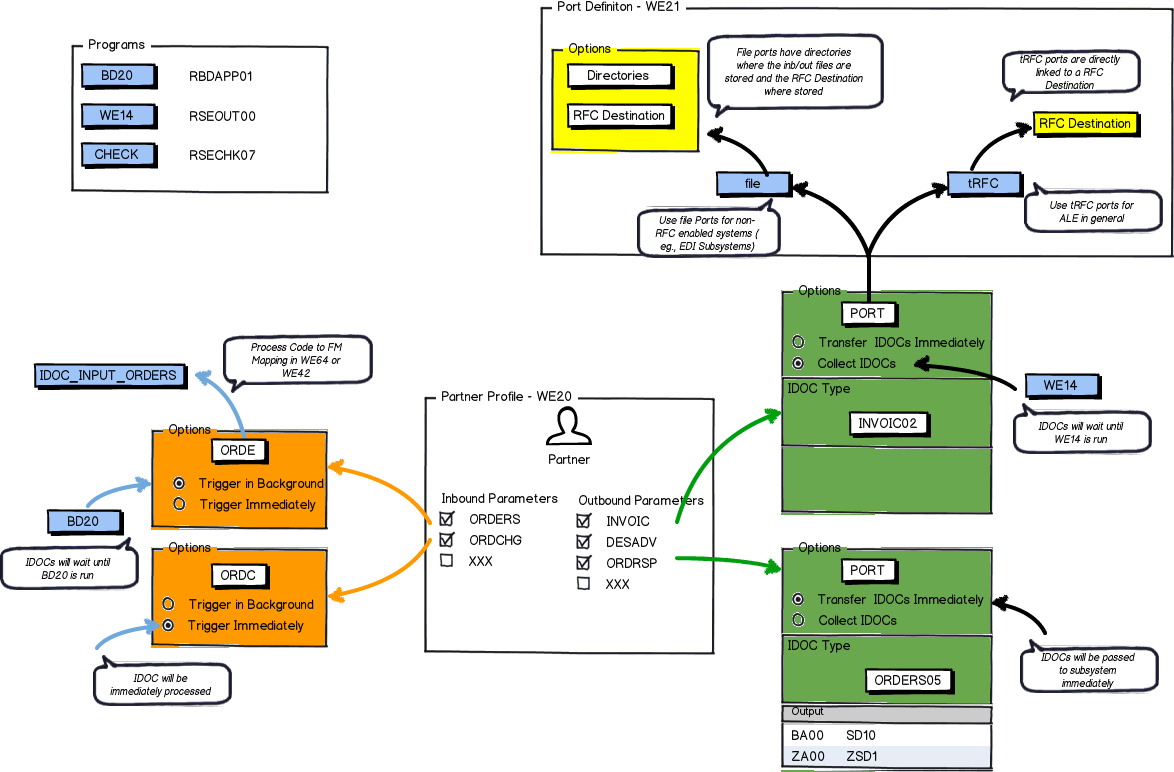 Port Definiton - WE21
Programs
BD20 RBDAPP01
WE14 RSEOUT00
CHECK RSECHK07
Options
Directories
RFC Destination
File ports have directories
where the inb/out files are
stored and the RFC Destination
where stored
tRFC ports are directly
linked to a RFC
Destination
RFC Destination
file
tRFC
Use file Ports for non-
RFC enabled systems (
eg., EDI Subsystems)
Use tRFC ports for
ALE in general
Options
PORT
Transfer IDOCs Immediately
Collect IDOCs
IDOC Type
INVOIC02
WE14
IDOCs will wait until
WE14 is run
Process Code to FM
Mapping in WE64 or
WE42
IDOC_INPUT_ORDERS
Options
ORDE
Trigger in Background
Trigger Immediately
BD20
IDOCs will wait until
BD20 is run
Options
ORDC
Trigger in Background
Trigger Immediately
IDOC will be
immediately processed
Partner Profile - WE20
Partner
Inbound Parameters
ORDERS
ORDCHG
XXX
Outbound Parameters
INVOIC
DESADV
ORDRSP
XXX
Options
PORT
Transfer IDOCs Immediately
Collect IDOCs
IDOC Type
ORDERS05
Output
BA00 SD10
ZA00 ZSD1
IDOCs will be passed
to subsystem
immediately